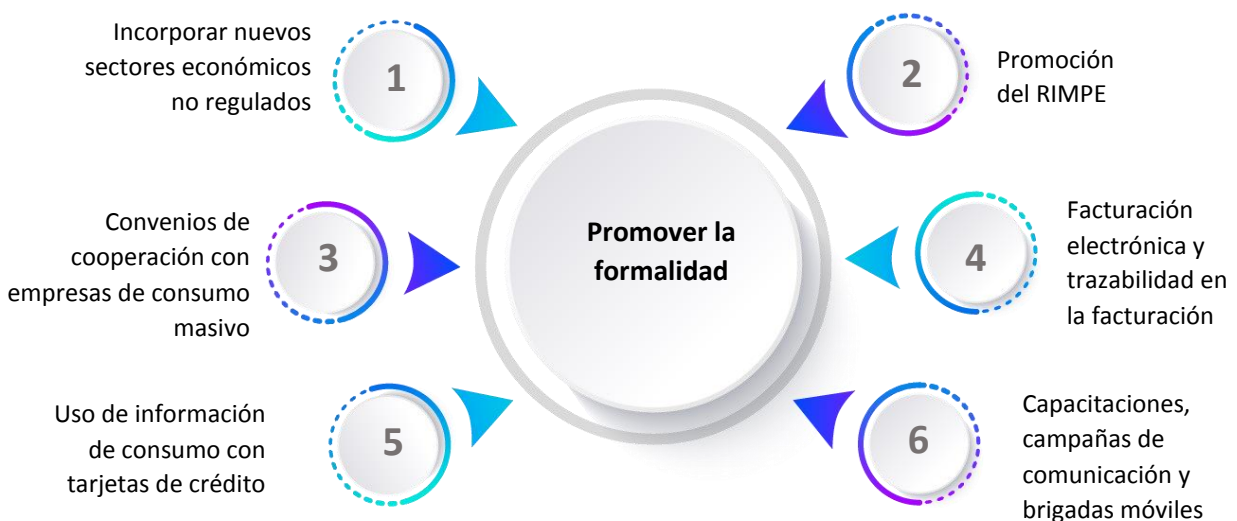 Incorporar nuevos
sectores económicos
no regulados
1
2
Promoción
del RIMPE
Convenios de
cooperación con
empresas de consumo
masivo
3
Promover la
formalidad
4
Facturación
electrónica y
trazabilidad en
la facturación
Uso de información
de consumo con
tarjetas de crédito
5
6
Capacitaciones,
campañas de
comunicación y
brigadas móviles